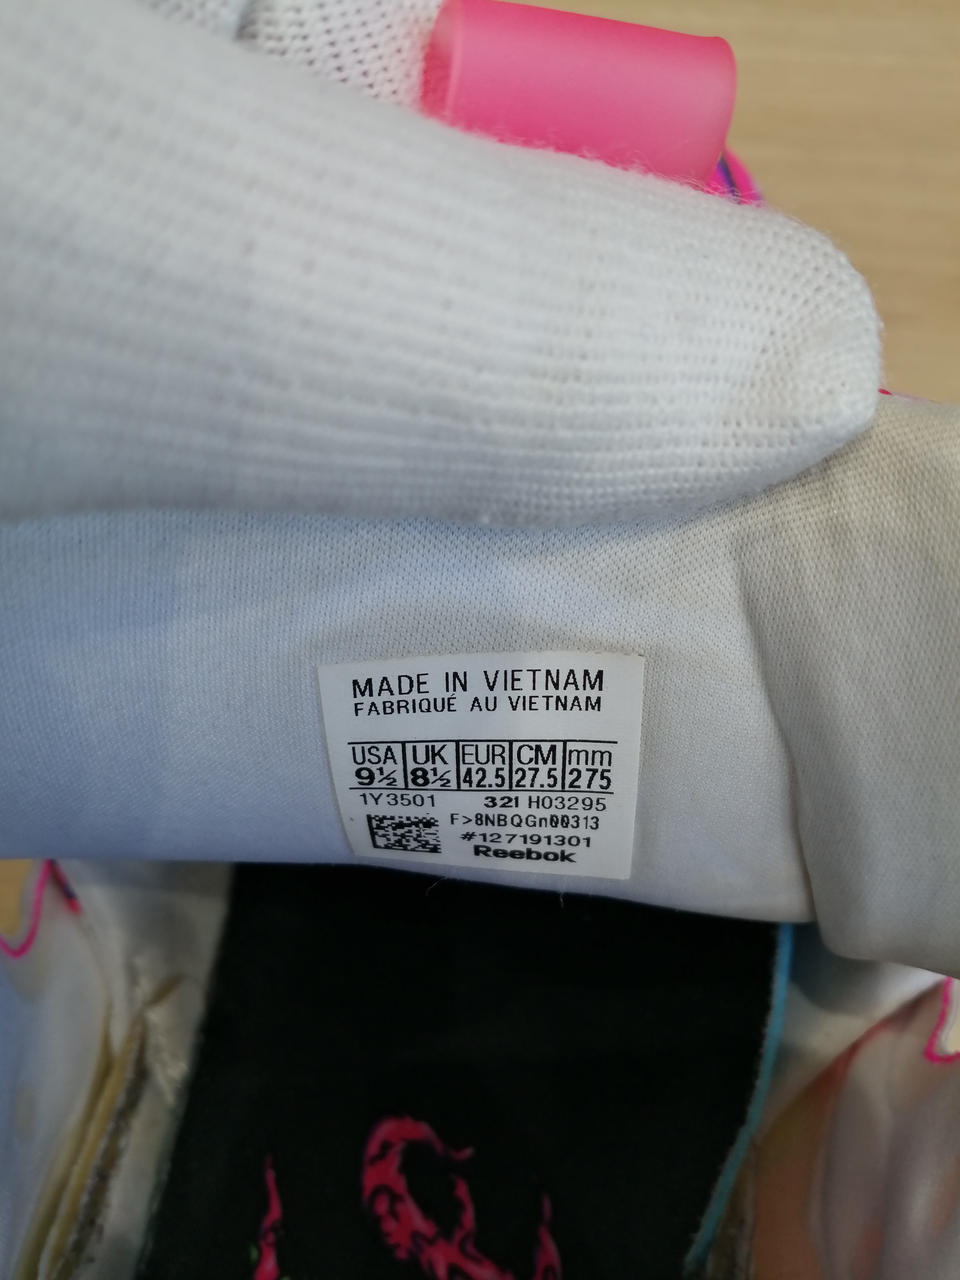 MADE IN VIETNAM
FABRIQUÉ AU VIETNAM
USA UK EUR CM mm
9½ 8½ 42.5 27.5 275
1Y3501 32I H03295
F>8NBQGn00313
#127191301
Reebok